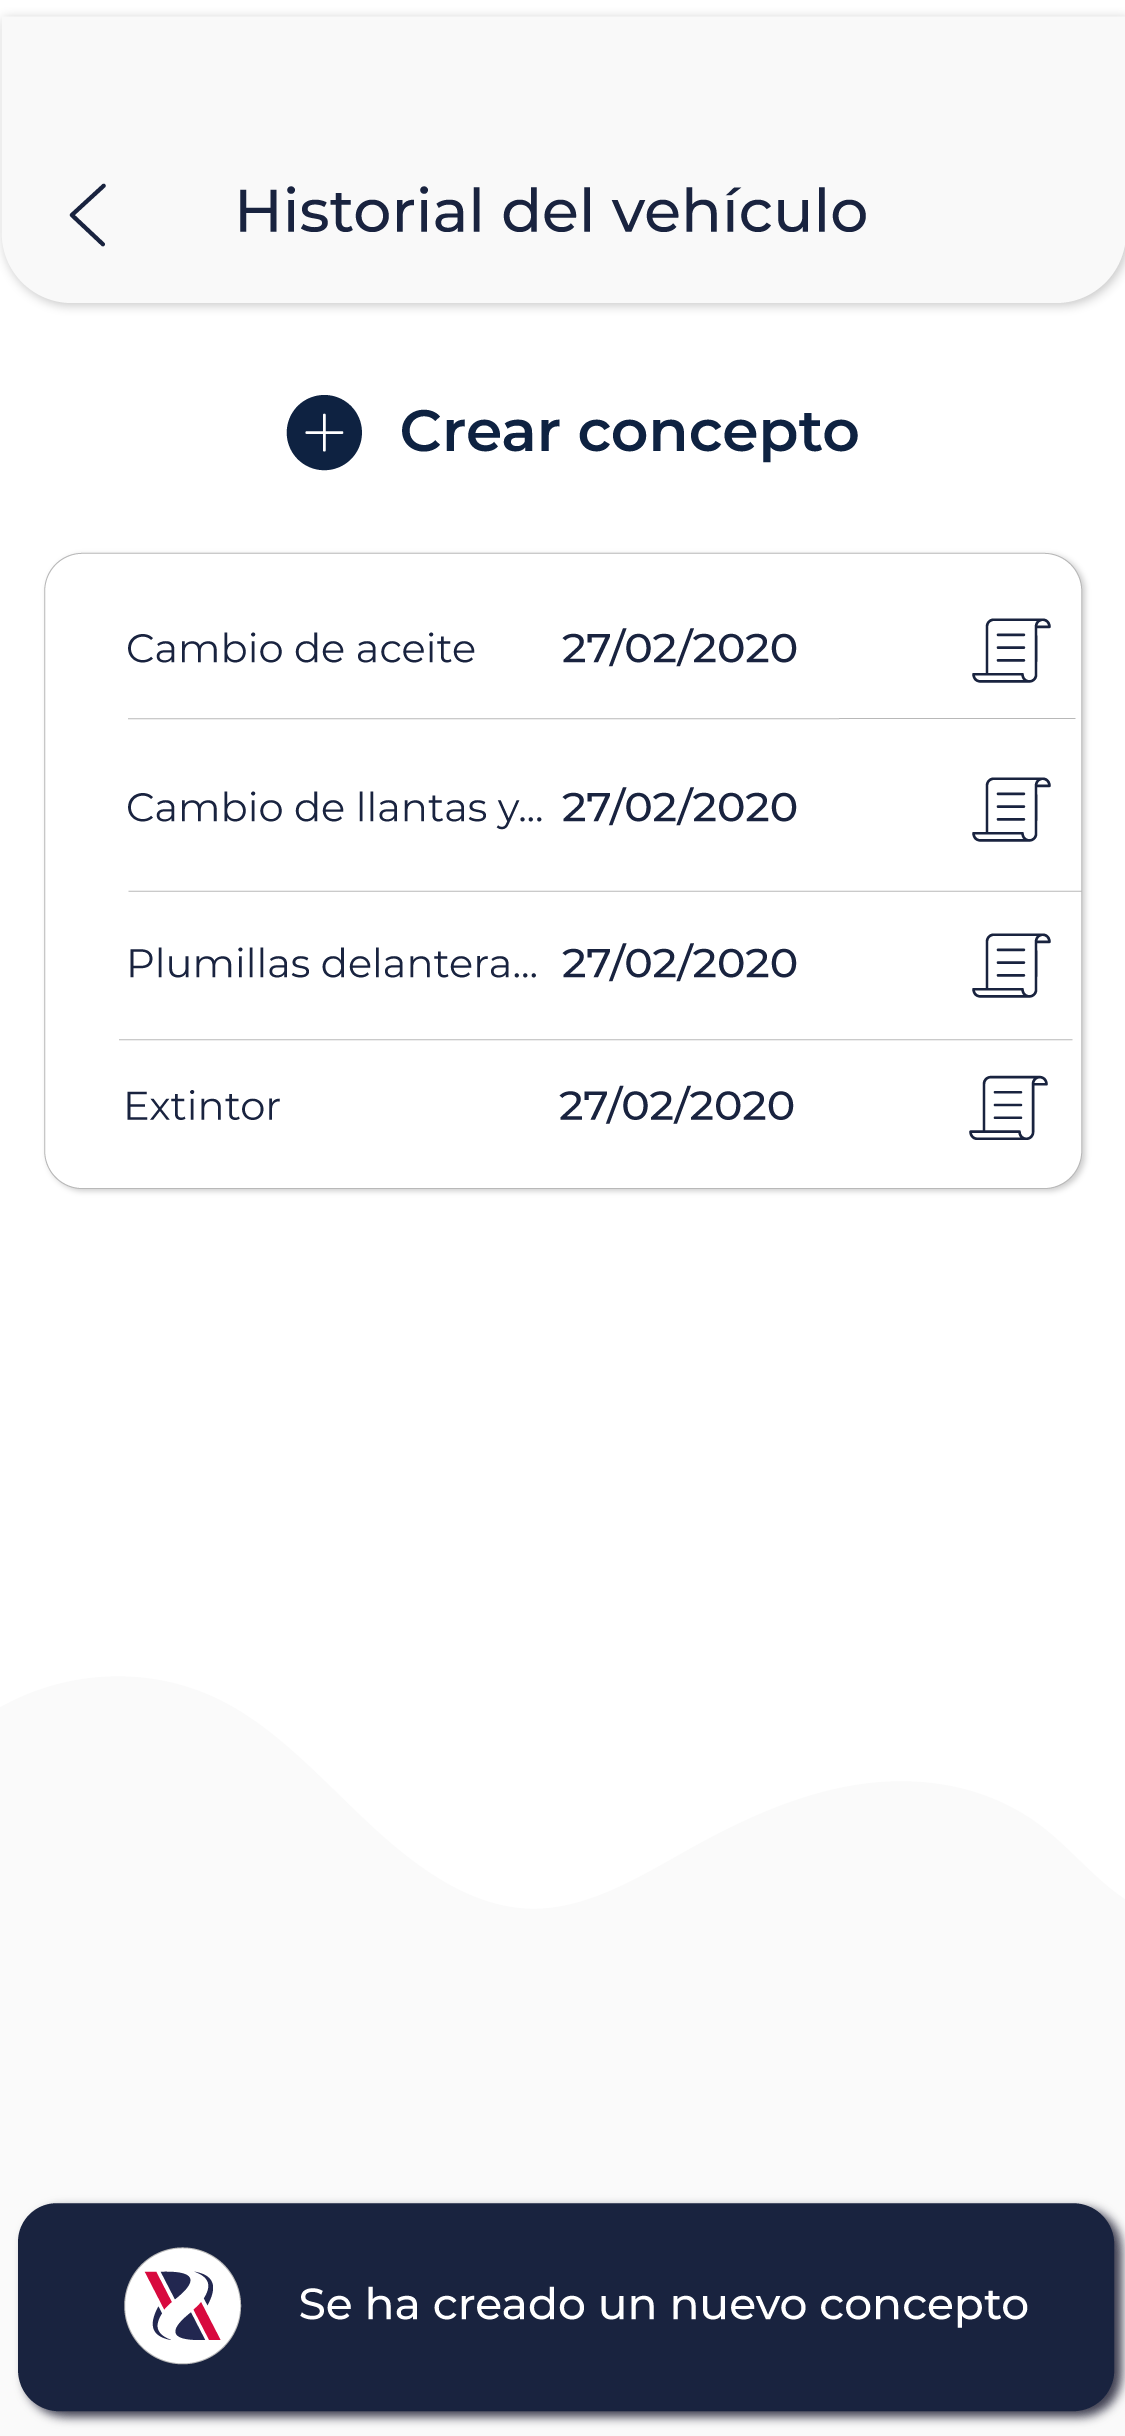 Historial del vehículo
Crear concepto
Cambio de aceite 27/02/2020
Cambio de llantas y... 27/02/2020
Plumillas delantera... 27/02/2020
Extintor 27/02/2020
Se ha creado un nuevo concepto